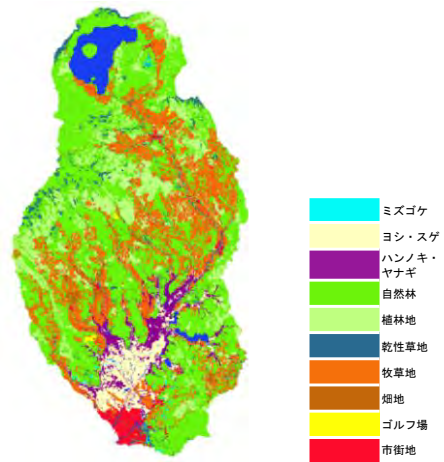 ミズゴケ
ヨシ・スゲ
ハンノキ・
ヤナギ
自然林
植林地
乾性草地
牧草地
畑地
ゴルフ場
市街地